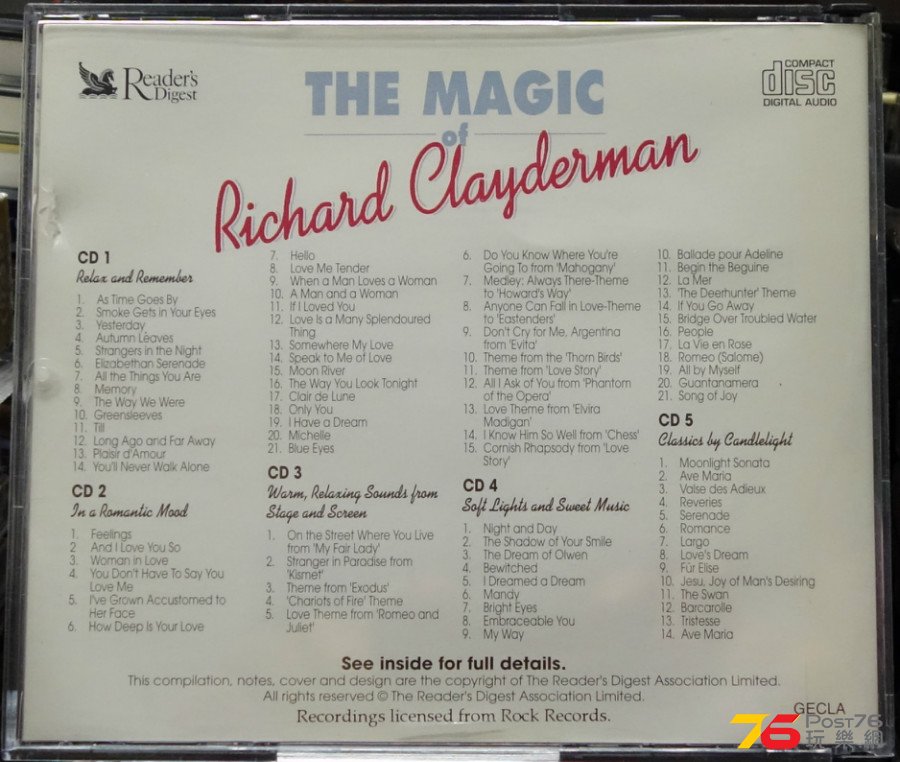 Reader's
Digest
THE MAGIC
of
Richard Clayderman
COMPACT
disc
DIGITAL AUDIO
CD 1
Relax and Remember
1. As Time Goes By
2. Smoke Gets in Your Eyes
3. Yesterday
4. Autumn Leaves
5. Strangers in the Night
6. Elizabethan Serenade
7. All the Things You Are
8. Memory
9. The Way We Were
10. Greensleeves
11. Till
12. Long Ago and Far Away
13. Plaisir d'Amour
14. You'll Never Walk Alone
CD 2
In a Romantic Mood
1. Feelings
2. And I Love You So
3. Woman in Love
4. You Don't Have To Say You
Love Me
5. I've Grown Accustomed to
Her Face
6. How Deep Is Your Love
7. Hello
8. Love Me Tender
9. When a Man Loves a Woman
10. A Man and a Woman
11. If I Loved You
12. Love Is a Many Splendoured
Thing
13. Somewhere My Love
14. Speak to Me of Love
15. Moon River
16. The Way You Look Tonight
17. Clair de Lune
18. Only You
19. I Have a Dream
20. Michelle
21. Blue Eyes
CD 3
Warm, Relaxing Sounds from
Stage and Screen
1. On the Street Where You Live
from 'My Fair Lady'
2. Stranger in Paradise from
'Kismet'
3. Theme from 'Exodus'
4. 'Chariots of Fire' Theme
5. Love Theme from 'Romeo and
Juliet'
6. Do You Know Where You're
Going To from 'Mahogany'
7. Medley: Always There-Theme
to 'Howard's Way'
8. Anyone Can Fall in Love-Theme
to 'Eastenders'
9. Don't Cry for Me, Argentina
from 'Evita'
10. Theme from the 'Thorn Birds'
11. Theme from 'Love Story'
12. All I Ask of You from 'Phantom
of the Opera'
13. Love Theme from 'Elvira
Madigan'
14. I Know Him So Well from 'Chess'
15. Cornish Rhapsody from 'Love
Story'
CD 4
Soft Lights and Sweet Music
1. Night and Day
2. The Shadow of Your Smile
3. The Dream of Olwen
4. Bewitched
5. I Dreamed a Dream
6. Mandy
7. Bright Eyes
8. Embraceable You
9. My Way
10. Ballade pour Adeline
11. Begin the Beguine
12. La Mer
13. 'The Deerhunter' Theme
14. If You Go Away
15. Bridge Over Troubled Water
16. People
17. La Vie en Rose
18. Romeo (Salome)
19. All by Myself
20. Guantanamera
21. Song of Joy
CD 5
Classics by Candlelight
1. Moonlight Sonata
2. Ave Maria
3. Valse des Adieux
4. Reveries
5. Serenade
6. Romance
7. Largo
8. Love's Dream
9. Für Elise
10. Jesu, Joy of Man's Desiring
11. The Swan
12. Barcarolle
13. Tristesse
14. Ave Maria
See inside for full details.
This compilation, notes, cover and design are the copyright of The Reader's Digest Association Limited.
All rights reserved © The Reader's Digest Association Limited.
Recordings licensed from Rock Records.
GECLA
76 Post76
玩樂網